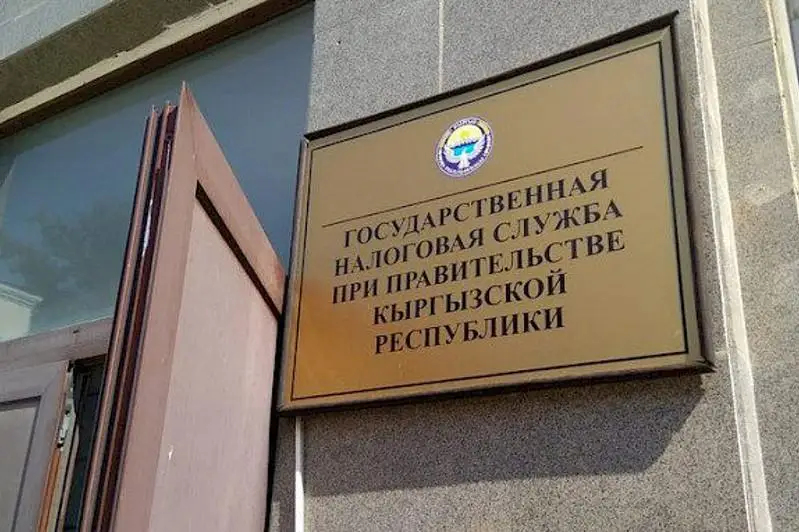 ГОСУДАРСТВЕННАЯ
НАЛОГОВАЯ СЛУЖБА
ПРИ ПРАВИТЕЛЬСТВЕ
КЫРГЫЗСКОЙ
РЕСПУБЛИКИ